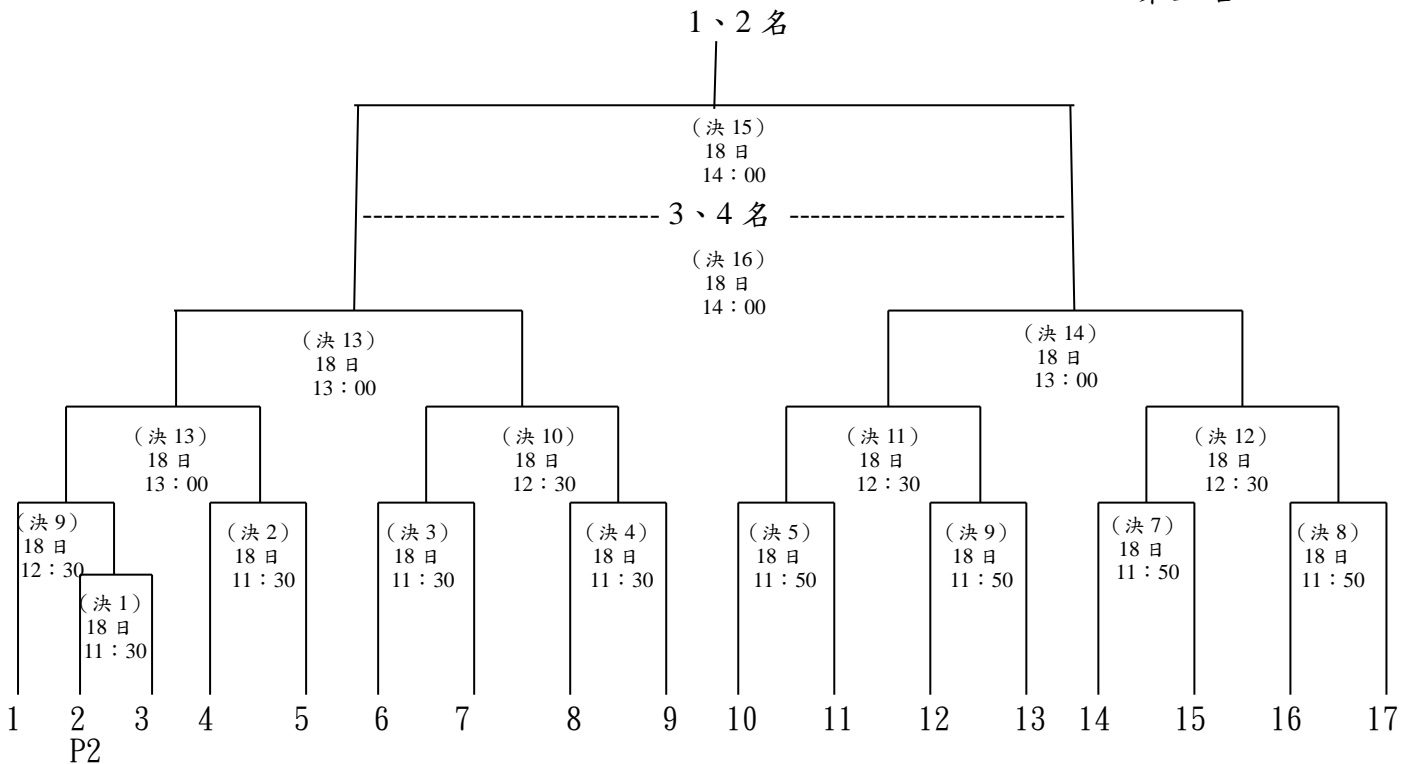 1、2 名
（決 15）
18 日
14：00
3、4 名
（決 16）
18 日
14：00
（決 13）
18 日
13：00
（決 14）
18 日
13：00
（決 13）
18 日
13：00
（決 10）
18 日
12：30
（決 11）
18 日
12：30
（決 12）
18 日
12：30
（決 9）
18 日
12：30
（決 2）
18 日
11：30
（決 3）
18 日
11：30
（決 4）
18 日
11：30
（決 5）
18 日
11：50
（決 9）
18 日
11：50
（決 7）
18 日
11：50
（決 8）
18 日
11：50
（決 1）
18 日
11：30
1 2 3 4 5 6 7 8 9 10 11 12 13 14 15 16 17
P2